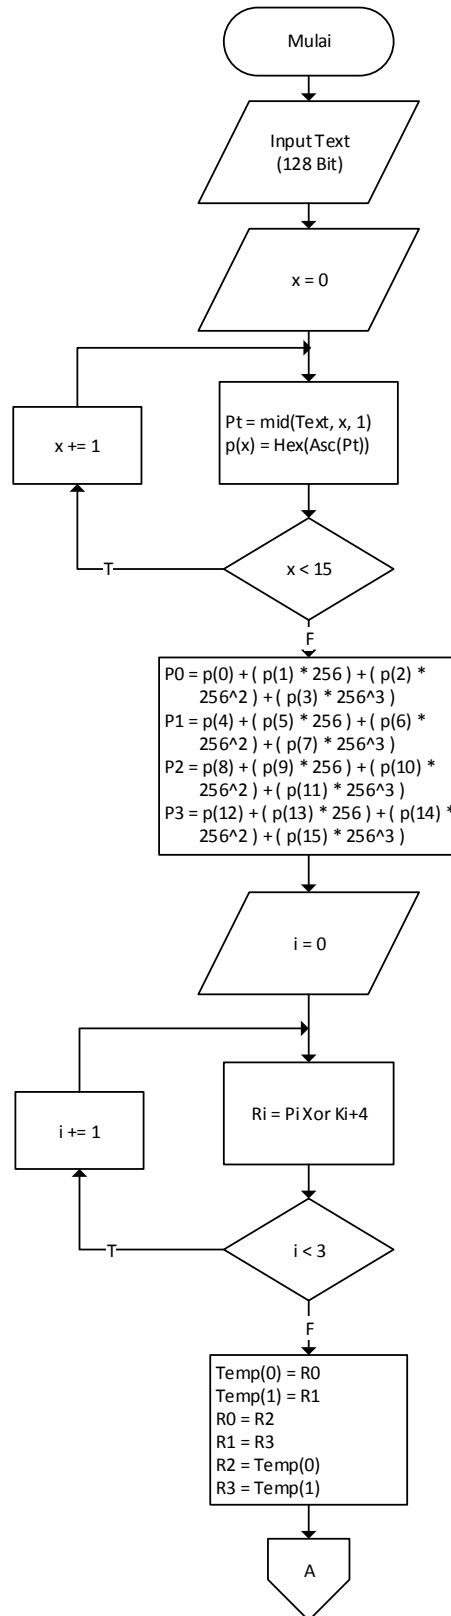 Mulai
Input Text
(128 Bit)
x = 0
x += 1
Pt = mid(Text, x, 1)
p(x) = Hex(Asc(Pt))
T
x < 15
F
P0 = p(0) + ( p(1) * 256 ) + ( p(2) *
256^2 ) + ( p(3) * 256^3 )
P1 = p(4) + ( p(5) * 256 ) + ( p(6) *
256^2 ) + ( p(7) * 256^3 )
P2 = p(8) + ( p(9) * 256 ) + ( p(10) *
256^2 ) + ( p(11) * 256^3 )
P3 = p(12) + ( p(13) * 256 ) + ( p(14) *
256^2 ) + ( p(15) * 256^3 )
i = 0
i += 1
Ri = Pi Xor Ki+4
T
i < 3
F
Temp(0) = R0
Temp(1) = R1
R0 = R2
R1 = R3
R2 = Temp(0)
R3 = Temp(1)
A